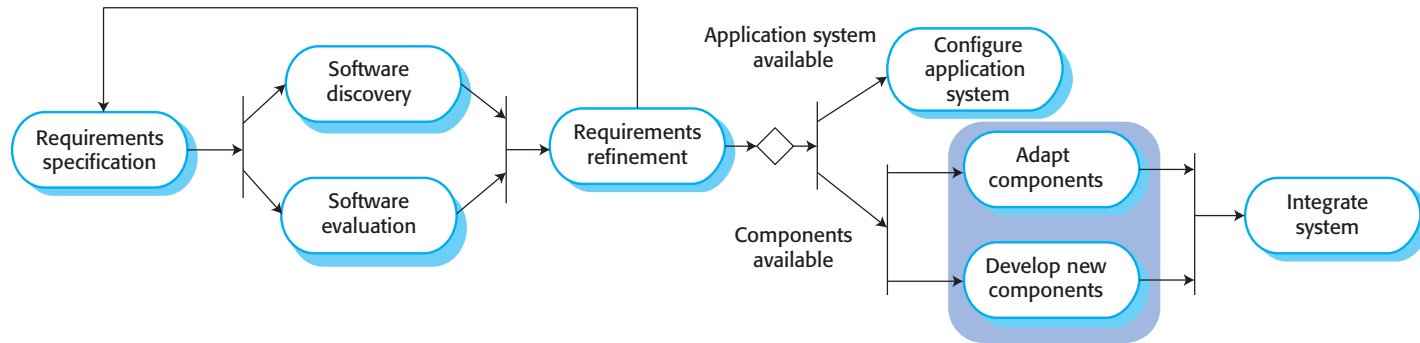 Requirements
specification
Software
discovery
Software
evaluation
Requirements
refinement
Application system
available
Configure
application
system
Components
available
Adapt
components
Develop new
components
Integrate
system